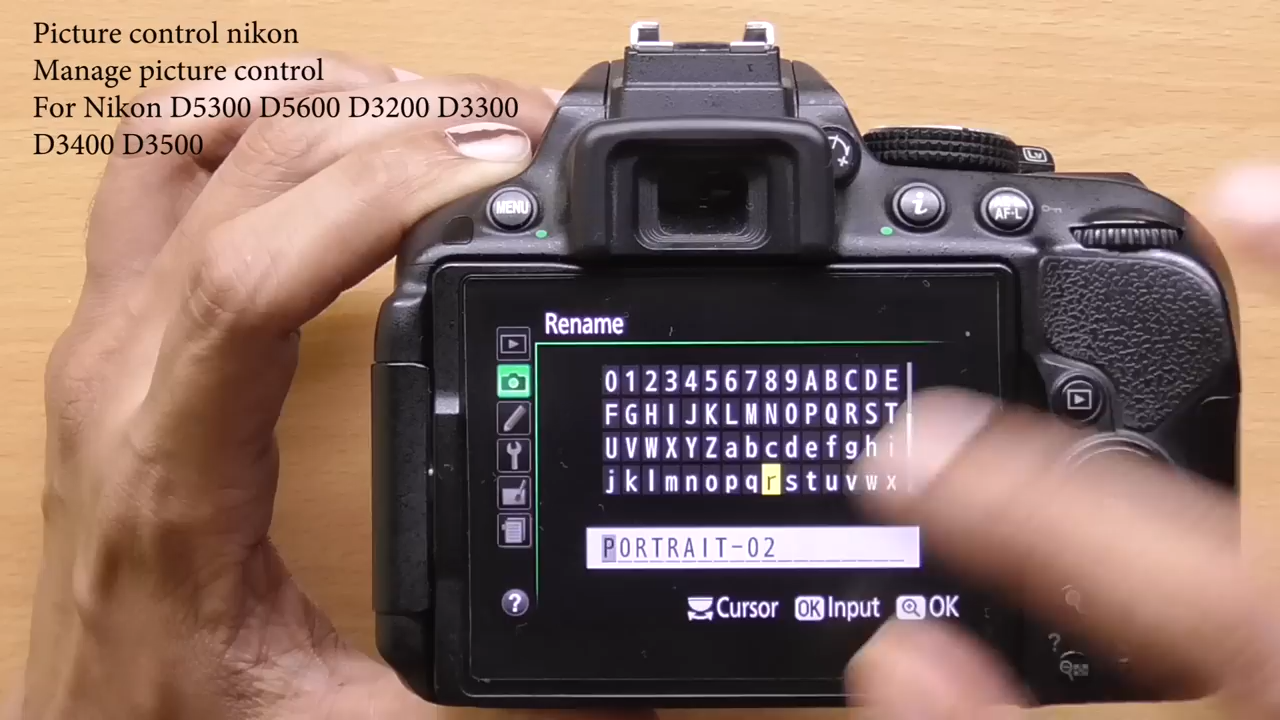 Picture control nikon
Manage picture control
For Nikon D5300 D5600 D3200 D3300
D3400 D3500
Lv
MENU
i
AF-L
Rename
0123456789ABCDE
FGHIJKLMNOPQRST
UVWXYZabcdefghi
jklmnopqrstuvwx
PORTRAIT-02
? Cursor OK Input OK
?